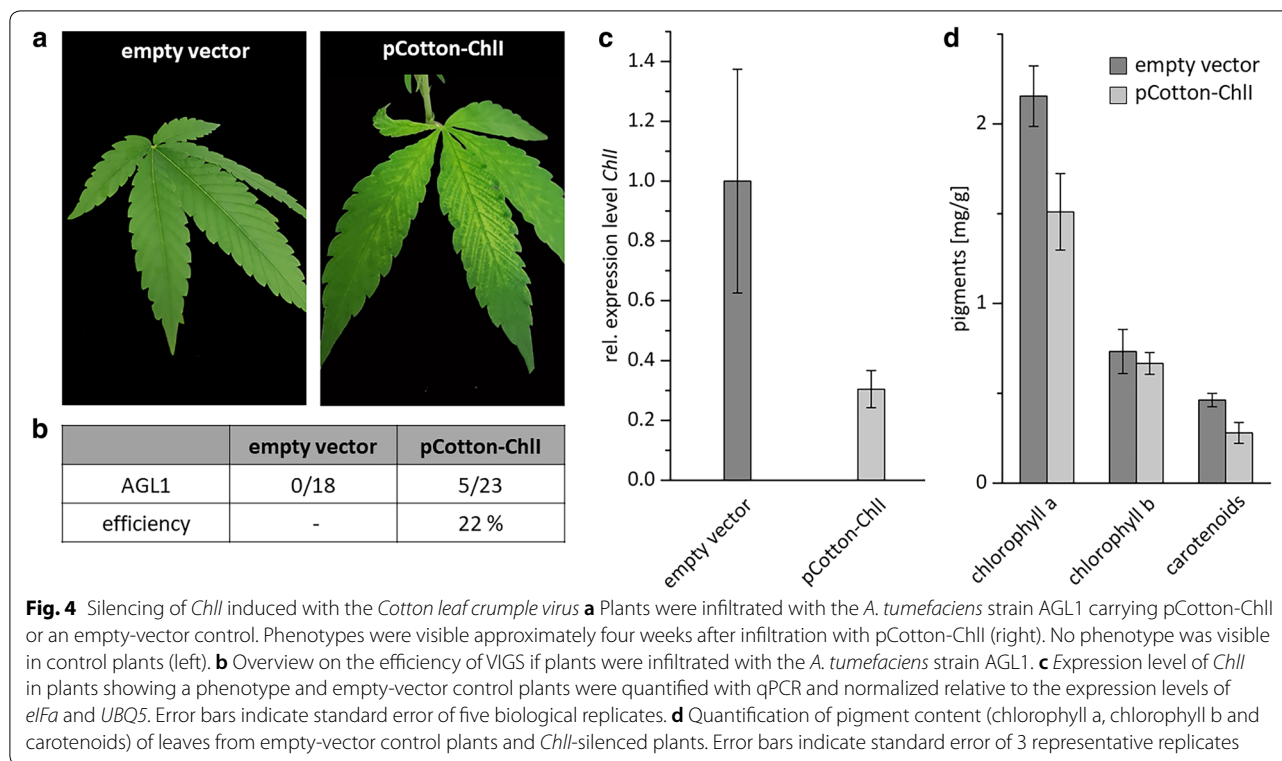 a
empty vector
pCotton-ChlI
b
empty vector pCotton-ChlI
AGL1 0/18 5/23
efficiency - 22 %
c
rel. expression level ChlI
1.4
1.2
1.0
0.8
0.6
0.4
0.2
0.0
empty vector
pCotton-ChlI
d
empty vector
pCotton-ChlI
pigments [mg/g]
2
1
0
chlorophyll a
chlorophyll b
carotenoids
Fig. 4 Silencing of ChlI induced with the Cotton leaf crumple virus a Plants were infiltrated with the A. tumefaciens strain AGL1 carrying pCotton-ChlI
or an empty-vector control. Phenotypes were visible approximately four weeks after infiltration with pCotton-ChlI (right). No phenotype was visible
in control plants (left). b Overview on the efficiency of VIGS if plants were infiltrated with the A. tumefaciens strain AGL1. c Expression level of ChlI
in plants showing a phenotype and empty-vector control plants were quantified with qPCR and normalized relative to the expression levels of
eIFa and UBQ5. Error bars indicate standard error of five biological replicates. d Quantification of pigment content (chlorophyll a, chlorophyll b and
carotenoids) of leaves from empty-vector control plants and ChlI-silenced plants. Error bars indicate standard error of 3 representative replicates